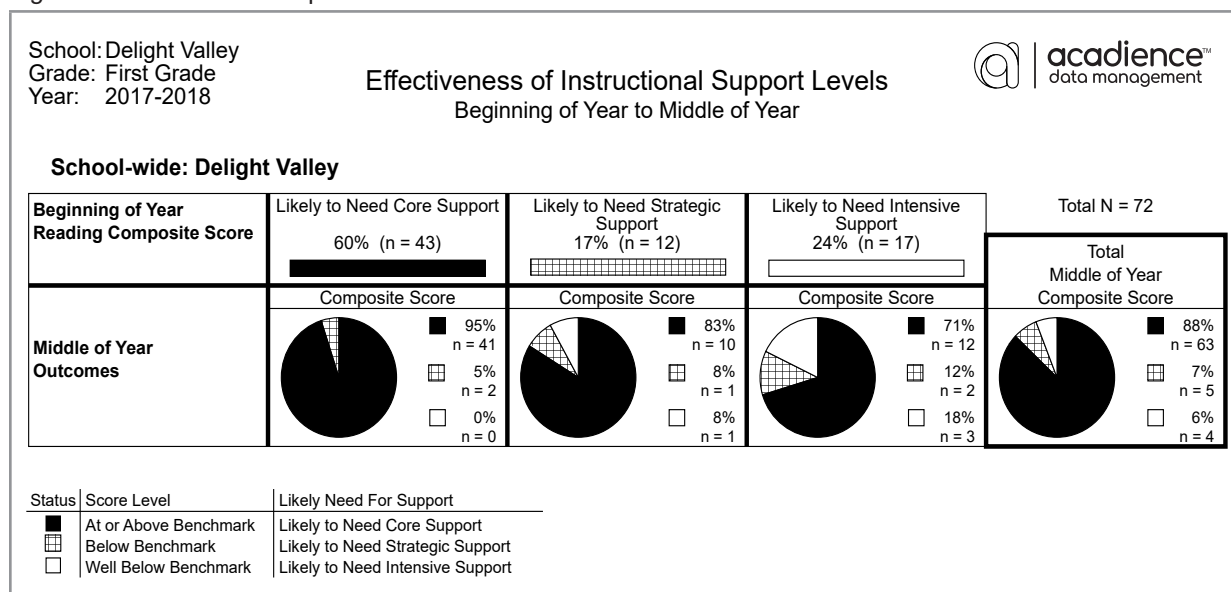 School: Delight Valley
Grade: First Grade
Year: 2017-2018
Effectiveness of Instructional Support Levels
Beginning of Year to Middle of Year
acadience™
data management
School-wide: Delight Valley
Beginning of Year
Reading Composite Score
Likely to Need Core Support
60% (n = 43)
Likely to Need Strategic
Support
17% (n = 12)
Likely to Need Intensive
Support
24% (n = 17)
Total N = 72
Total
Middle of Year
Composite Score
Middle of Year
Outcomes
Composite Score
95%
n = 41
5%
n = 2
0%
n = 0
Composite Score
83%
n = 10
8%
n = 1
8%
n = 1
Composite Score
71%
n = 12
12%
n = 2
18%
n = 3
88%
n = 63
7%
n = 5
6%
n = 4
Status Score Level Likely Need For Support
At or Above Benchmark Likely to Need Core Support
Below Benchmark Likely to Need Strategic Support
Well Below Benchmark Likely to Need Intensive Support